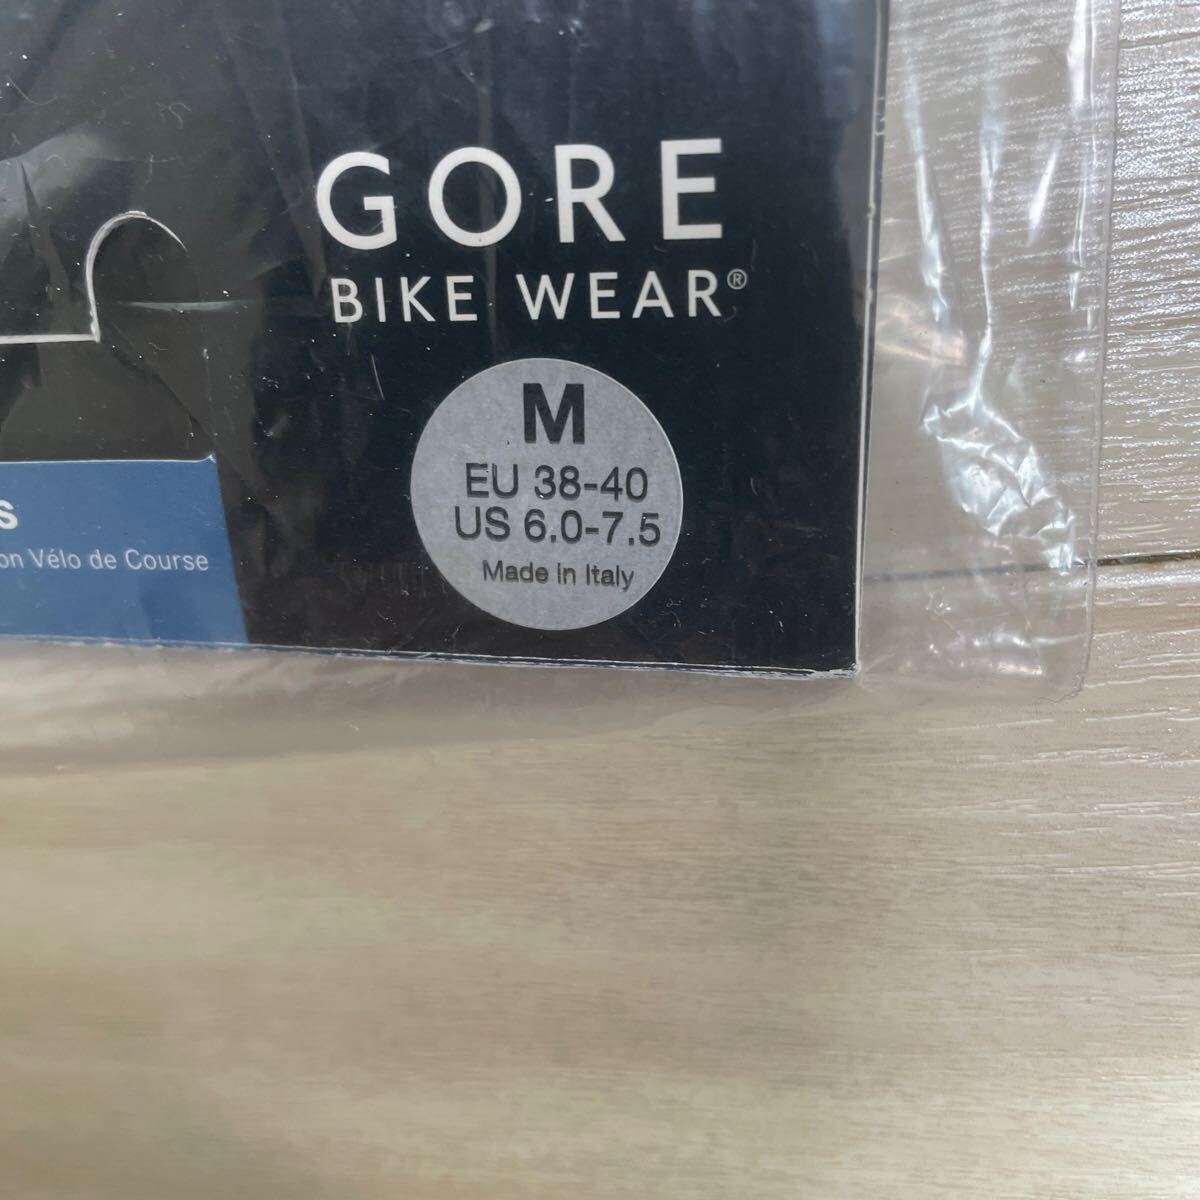 GORE
BIKE WEAR®
M
EU 38-40
US 6.0-7.5
Made in Italy
s
on Vélo de Course